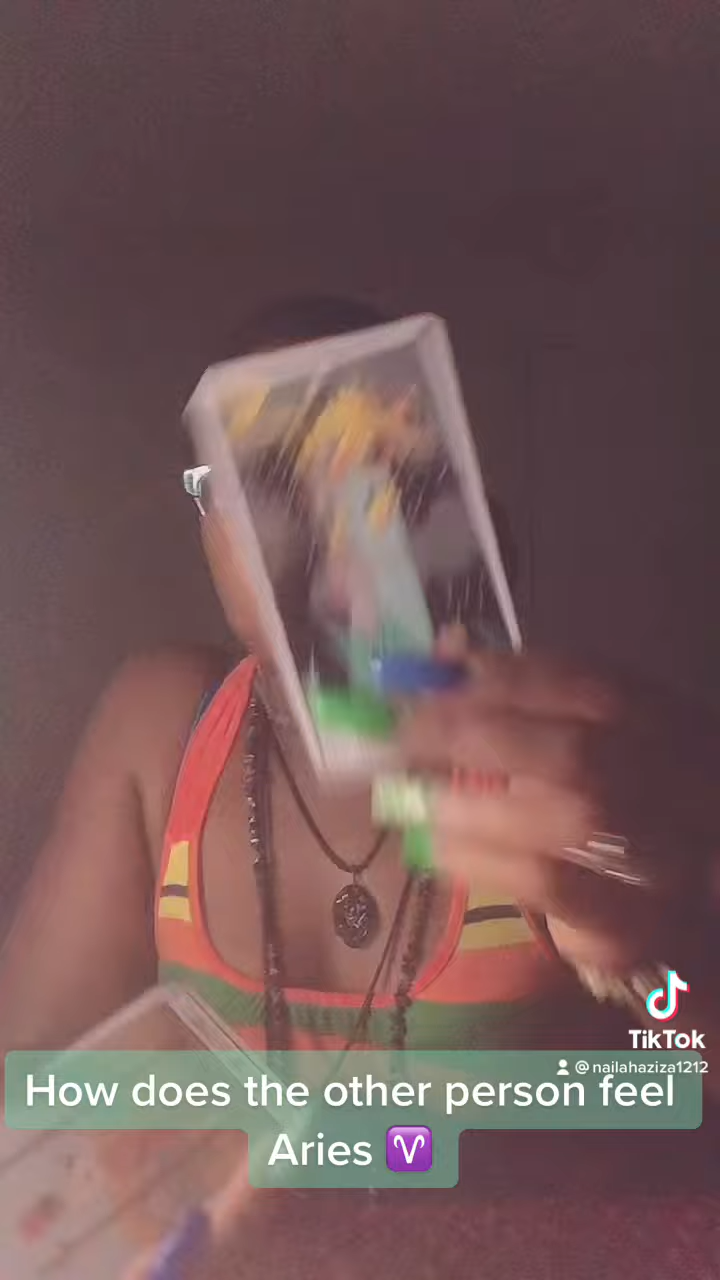 TikTok
@nailahaziza1212
How does the other person feel
Aries ♈